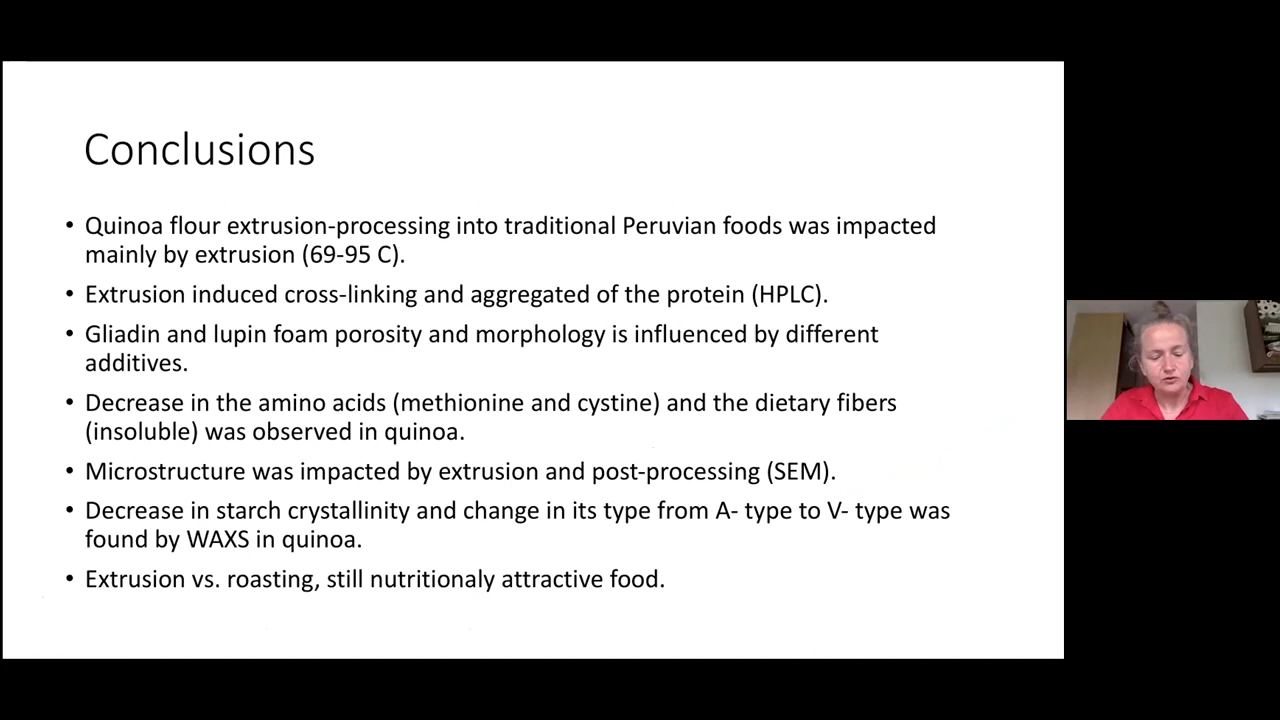 Conclusions
• Quinoa flour extrusion-processing into traditional Peruvian foods was impacted
mainly by extrusion (69-95 C).
• Extrusion induced cross-linking and aggregated of the protein (HPLC).
• Gliadin and lupin foam porosity and morphology is influenced by different
additives.
• Decrease in the amino acids (methionine and cystine) and the dietary fibers
(insoluble) was observed in quinoa.
• Microstructure was impacted by extrusion and post-processing (SEM).
• Decrease in starch crystallinity and change in its type from A- type to V- type was
found by WAXS in quinoa.
• Extrusion vs. roasting, still nutritionaly attractive food.